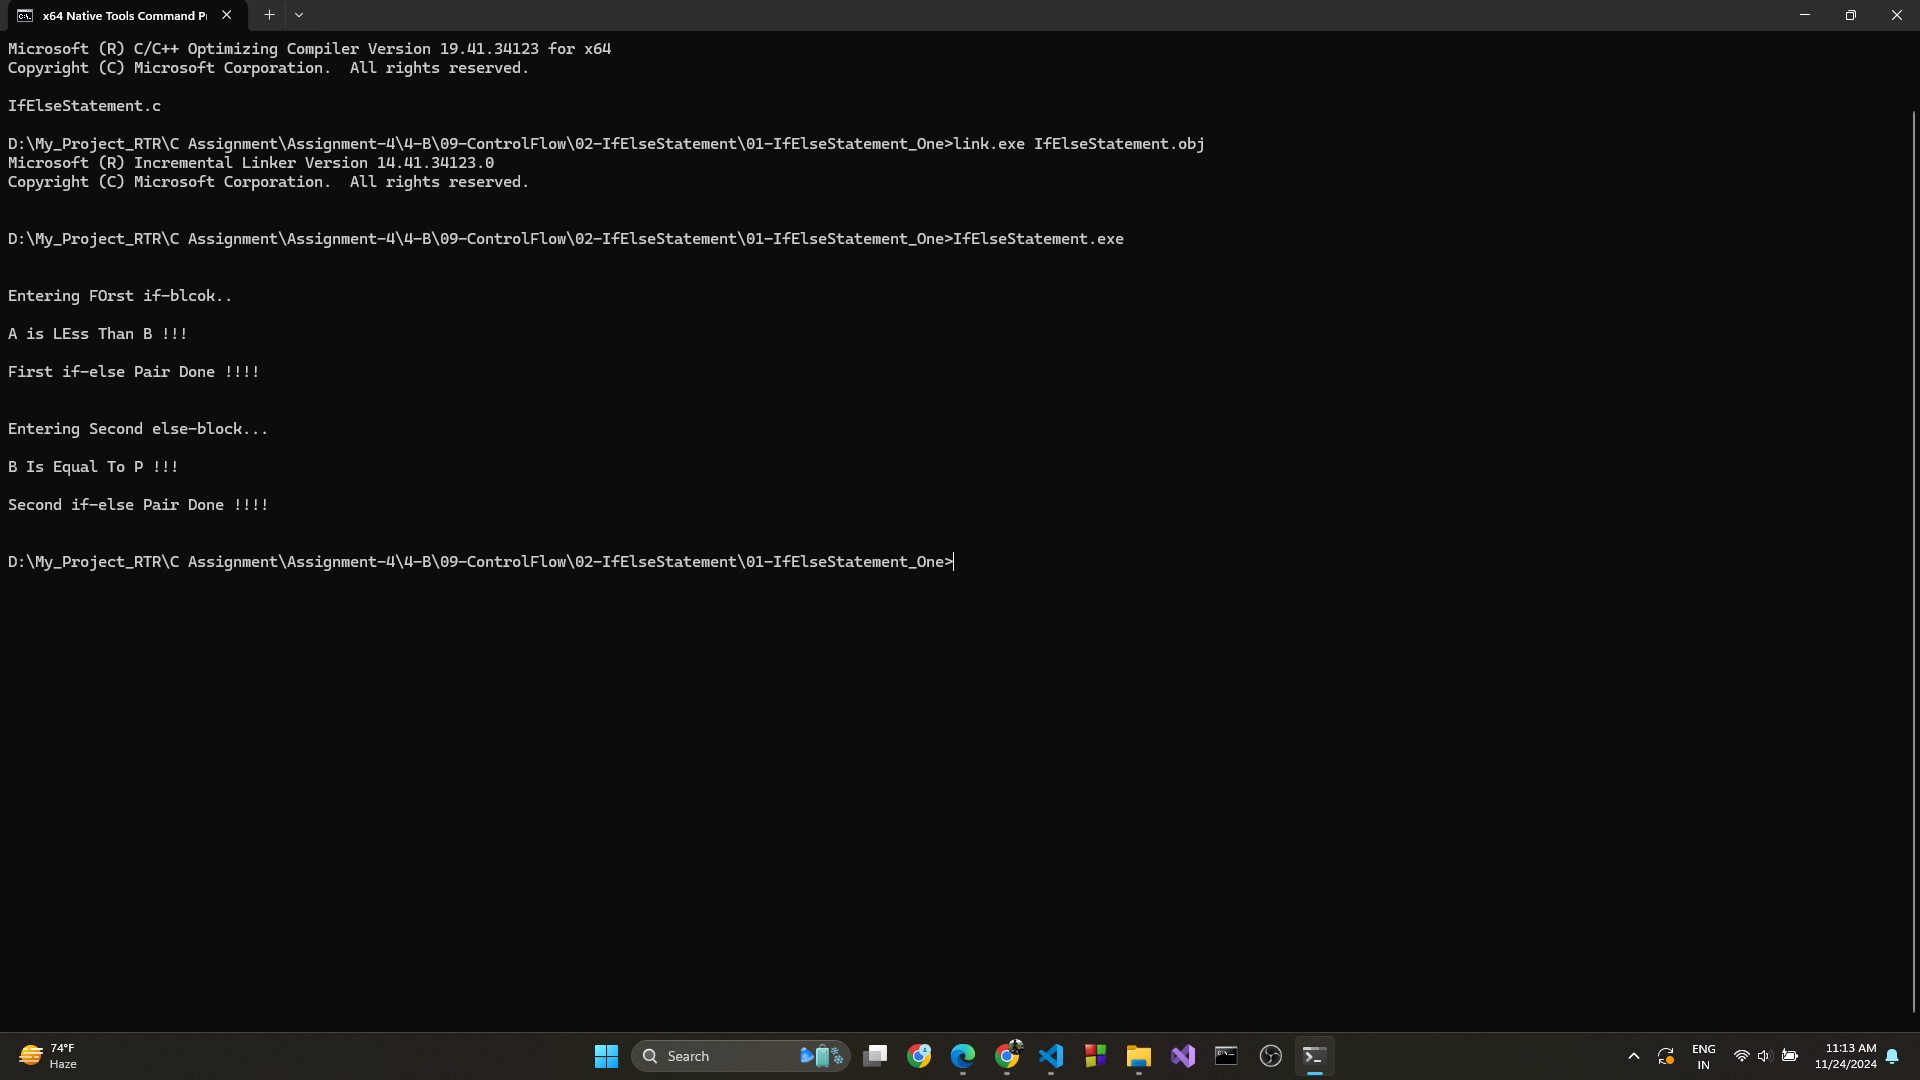 x64 Native Tools Command P
Microsoft (R) C/C++ Optimizing Compiler Version 19.41.34123 for x64
Copyright (C) Microsoft Corporation.  All rights reserved.
IfElseStatement.c
D:\My_Project_RTR\C Assignment\Assignment-4\4-B\09-ControlFlow\02-IfElseStatement\01-IfElseStatement_One>link.exe IfElseStatement.obj
Microsoft (R) Incremental Linker Version 14.41.34123.0
Copyright (C) Microsoft Corporation.  All rights reserved.
D:\My_Project_RTR\C Assignment\Assignment-4\4-B\09-ControlFlow\02-IfElseStatement\01-IfElseStatement_One>IfElseStatement.exe
Entering FOrst if-blcok..
A is LEss Than B !!!
First if-else Pair Done !!!!
Entering Second else-block...
B Is Equal To P !!!
Second if-else Pair Done !!!!
D:\My_Project_RTR\C Assignment\Assignment-4\4-B\09-ControlFlow\02-IfElseStatement\01-IfElseStatement_One>
74°F
Haze
Search
ENG
IN
11:13 AM
11/24/2024